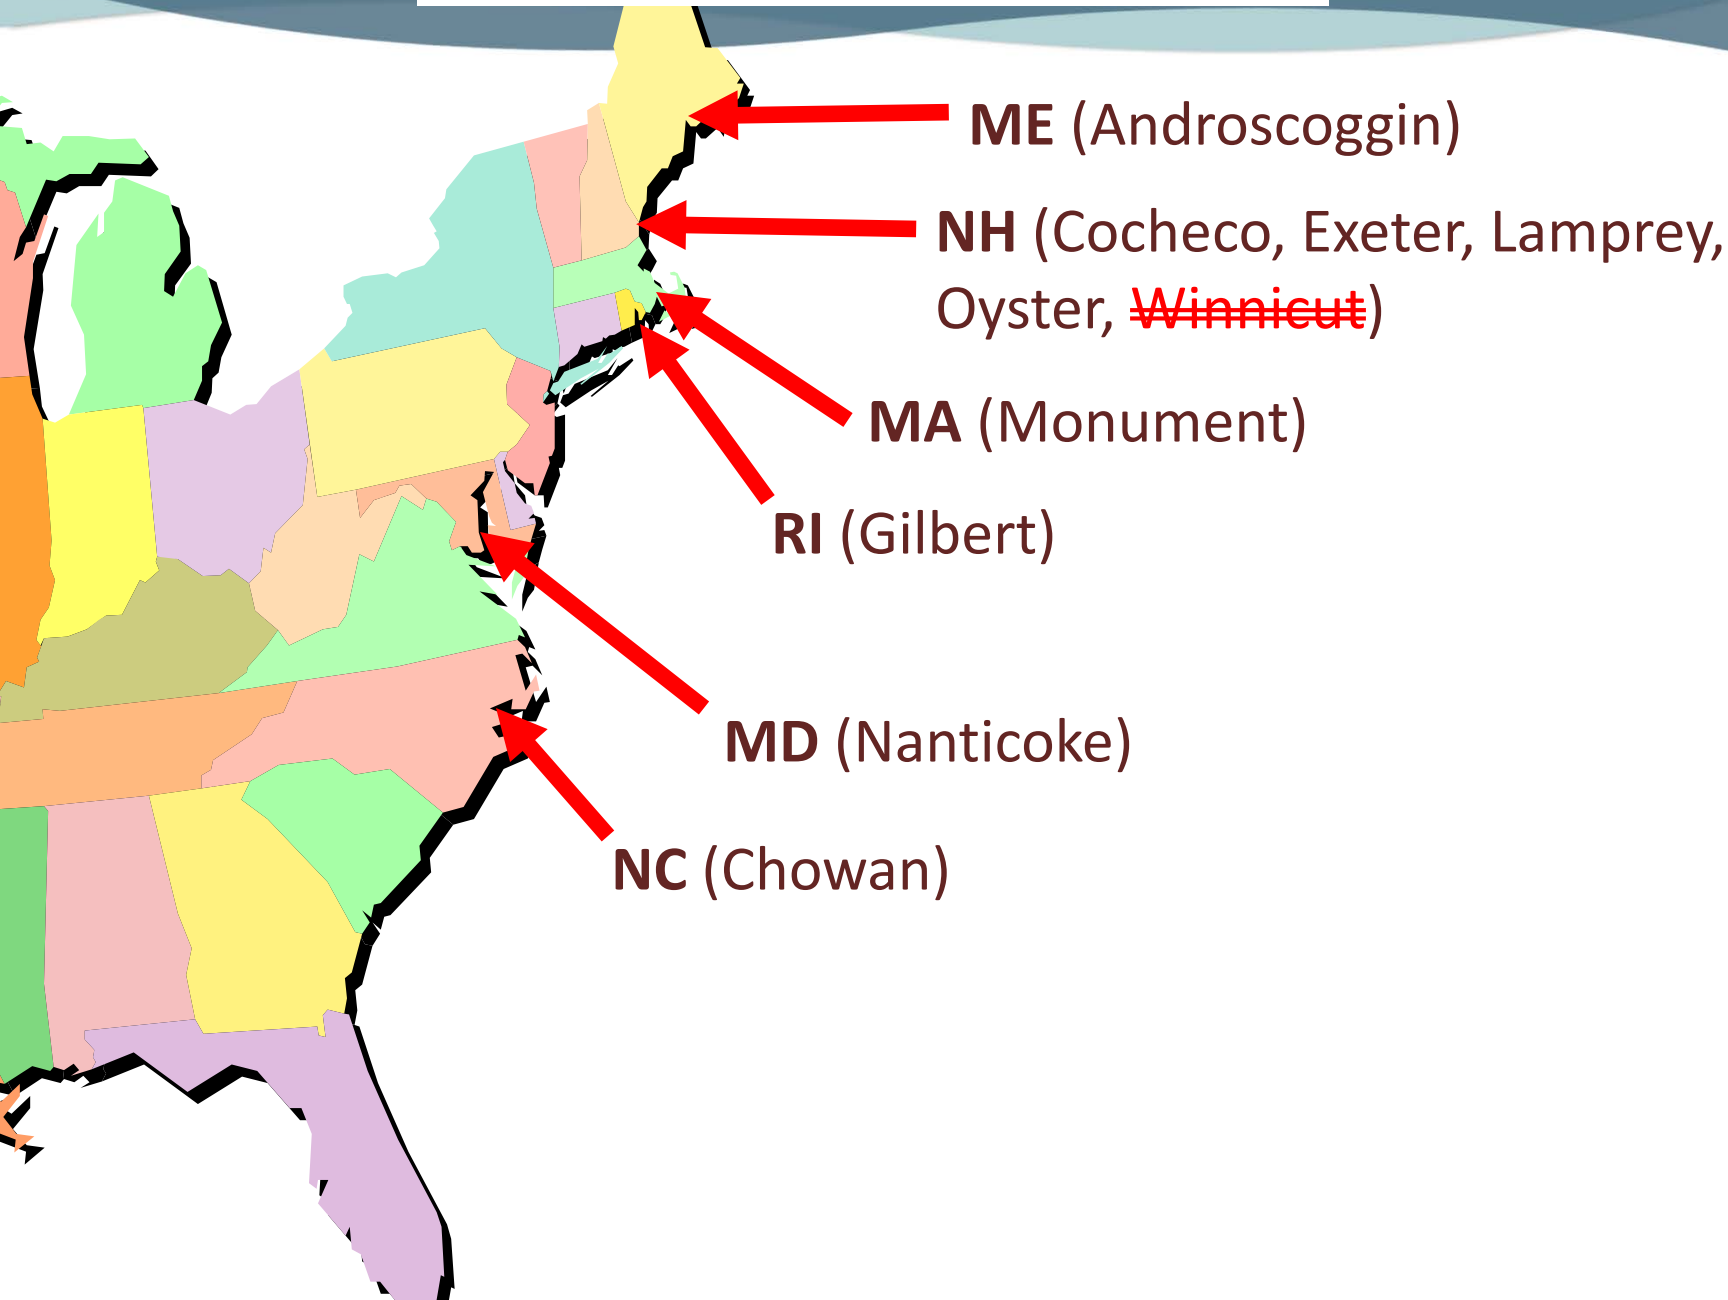 ME (Androscoggin)
NH (Cocheco, Exeter, Lamprey,
Oyster, Winnicut)
MA (Monument)
RI (Gilbert)
MD (Nanticoke)
NC (Chowan)